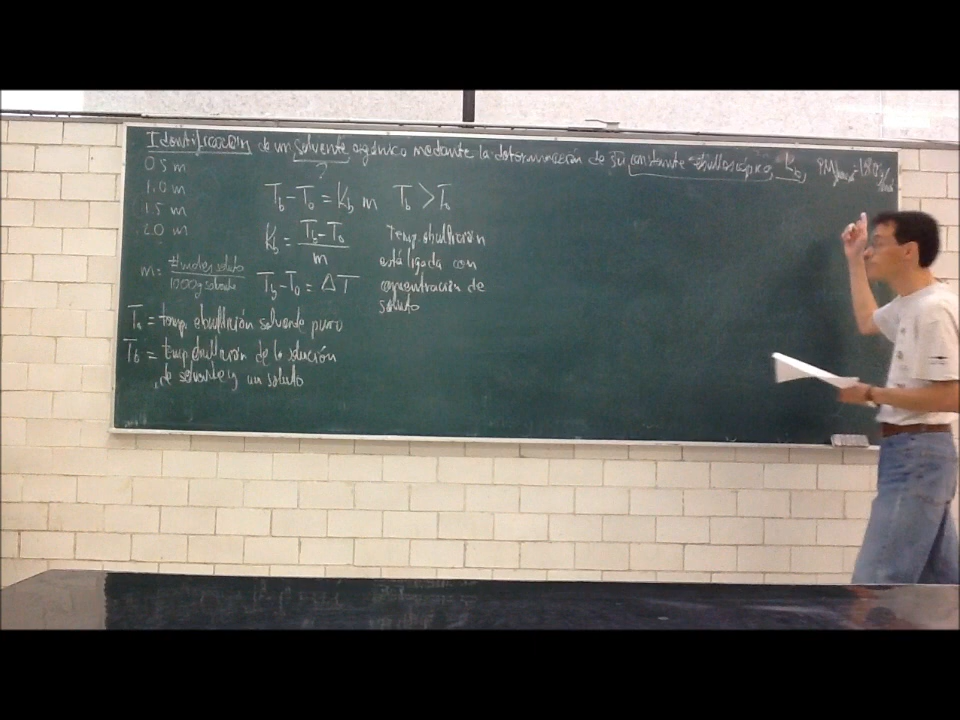 Identificación de un solvente orgánico mediante la determinación de su constante ebulloscópica, Kb,
?
0.5 m
1.0 m
1.5 m
2.0 m
m = # moles soluto / 1000 g solvente
Tb - To = Kb m
Tb > To
Kb = Tb - To / m
Tb - To = ΔT
Temp. ebullición
está ligada con
concentración de
soluto
To = temp. ebullición solvente puro
Tb = temp ebullición de la solución
de solvente y un soluto